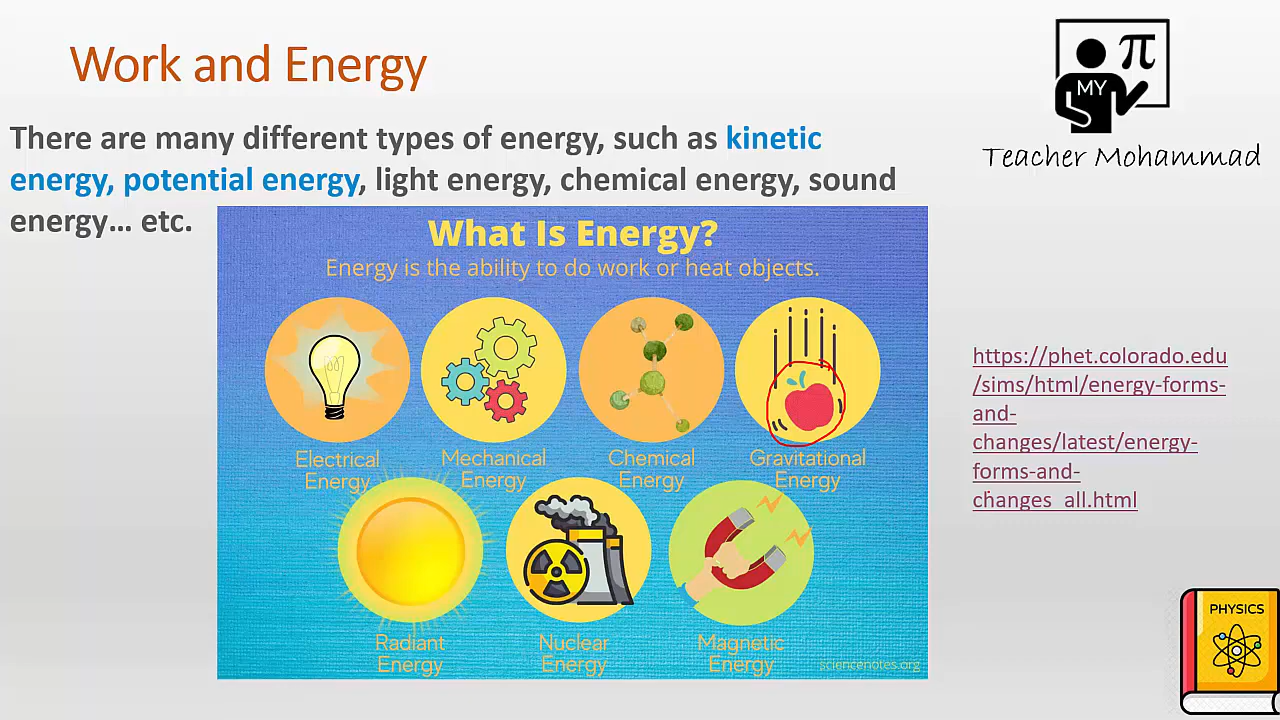 Work and Energy
π
MY
Teacher Mohammad
There are many different types of energy, such as kinetic
energy, potential energy, light energy, chemical energy, sound
energy… etc.
What Is Energy?
Energy is the ability to do work or heat objects.
Electrical
Energy
Mechanical
Energy
Chemical
Energy
Gravitational
Energy
Radiant
Energy
Nuclear
Energy
Magnetic
Energy
sciencenotes.org
https://phet.colorado.edu
/sims/html/energy-forms-
and-
changes/latest/energy-
forms-and-
changes_all.html
PHYSICS